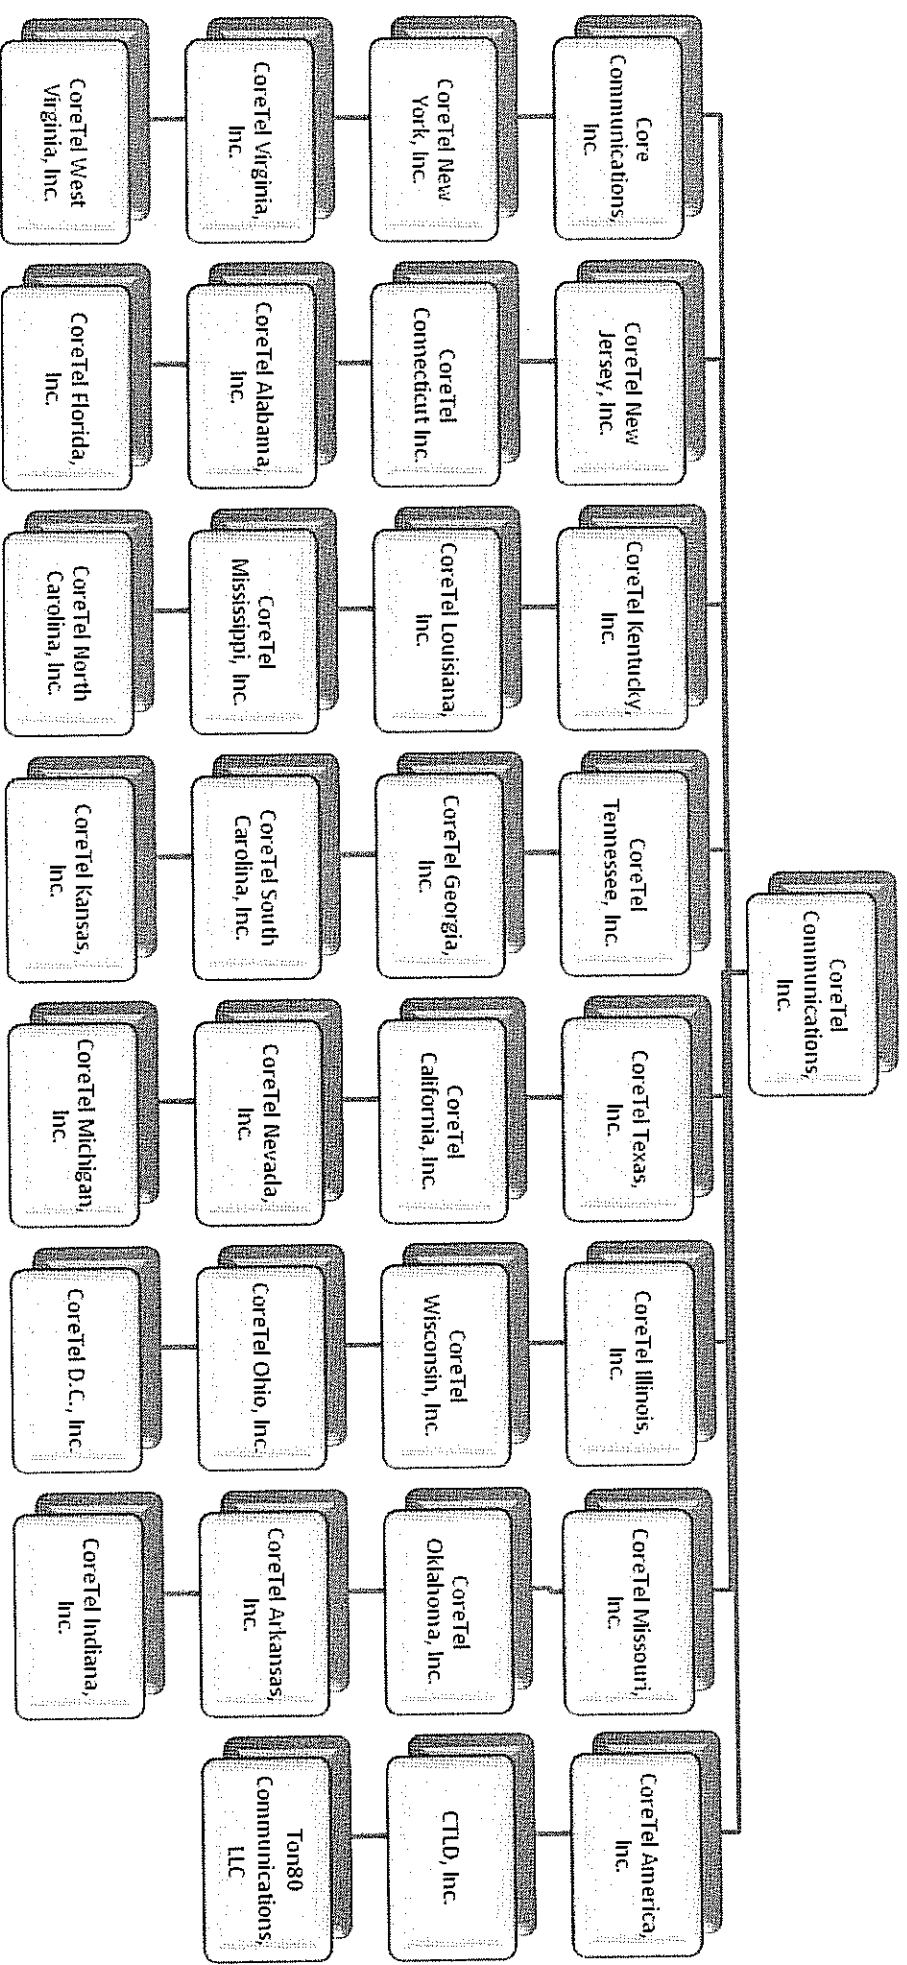 CoreTel
Communications,
Inc.
Core
Communications,
Inc.
CoreTel New
Jersey, Inc.
CoreTel Kentucky,
Inc.
CoreTel
Tennessee, Inc.
CoreTel Texas,
Inc.
CoreTel Illinois,
Inc.
CoreTel Missouri,
Inc.
CoreTel America,
Inc.
CoreTel New
York, Inc.
CoreTel
Connecticut Inc.
CoreTel Louisiana,
Inc.
CoreTel Georgia,
Inc.
CoreTel
California, Inc.
CoreTel
Wisconsin, Inc.
CoreTel
Oklahoma, Inc.
CTLD, Inc.
CoreTel Virginia,
Inc.
CoreTel Alabama,
Inc.
CoreTel
Mississippi, Inc.
CoreTel South
Carolina, Inc.
CoreTel Nevada,
Inc.
CoreTel Ohio, Inc.
CoreTel Arkansas,
Inc.
Ton80
Communications,
LLC
CoreTel West
Virginia, Inc.
CoreTel Florida,
Inc.
CoreTel North
Carolina, Inc.
CoreTel Kansas,
Inc.
CoreTel Michigan,
Inc.
CoreTel D.C., Inc.
CoreTel Indiana,
Inc.